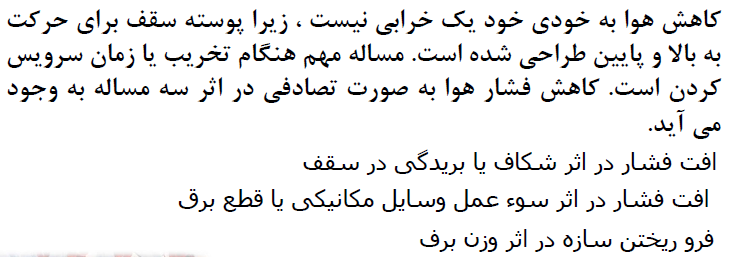 کاهش هوا به خودی خود یک خرابی نیست ، زیرا پوسته سقف برای حرکت
به بالا و پایین طراحی شده است. مساله مهم هنگام تخریب یا زمان سرویس
کردن است. کاهش فشار هوا به صورت تصادفی در اثر سه مساله به وجود
می آید.
افت فشار در اثر شکاف یا بریدگی در سقف
افت فشار در اثر سوء عمل وسایل مکانیکی یا قطع برق
فرو ریختن سازه در اثر وزن برف